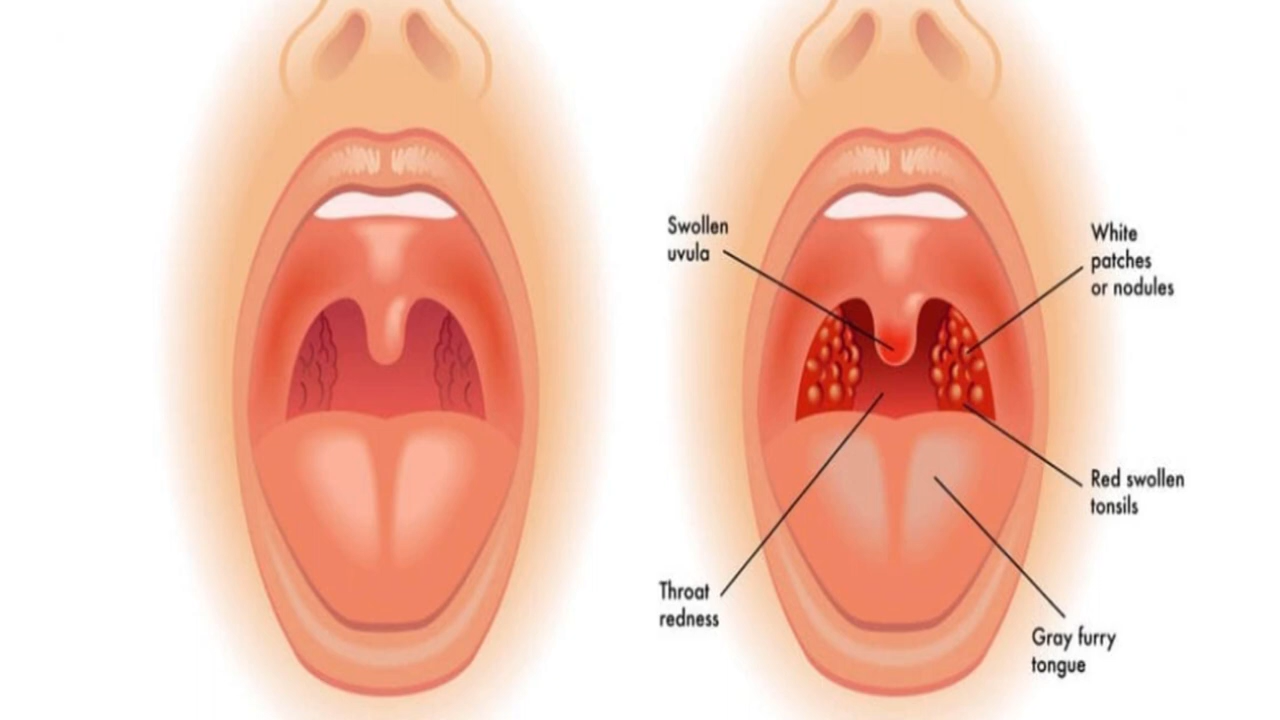 Swollen
uvula
White
patches
or nodules
Red swollen
tonsils
Throat
redness
Gray furry
tongue